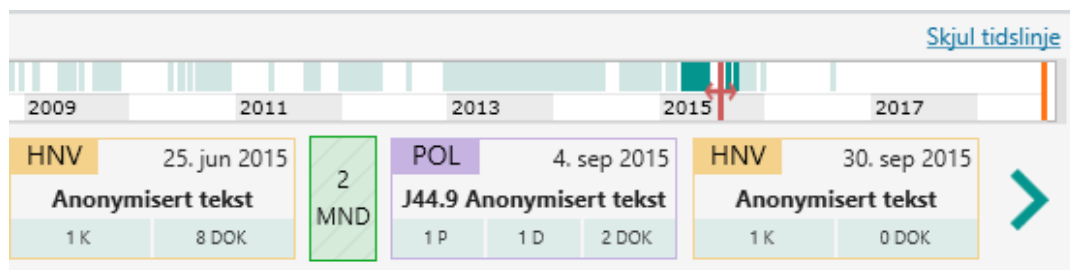 Skjul tidslinje
2009 2011 2013 2015 2017
HNV 25. jun 2015
Anonymisert tekst
1 K 8 DOK
2
MND
POL 4. sep 2015
J44.9 Anonymisert tekst
1 P 1 D 2 DOK
HNV 30. sep 2015
Anonymisert tekst
1 K 0 DOK